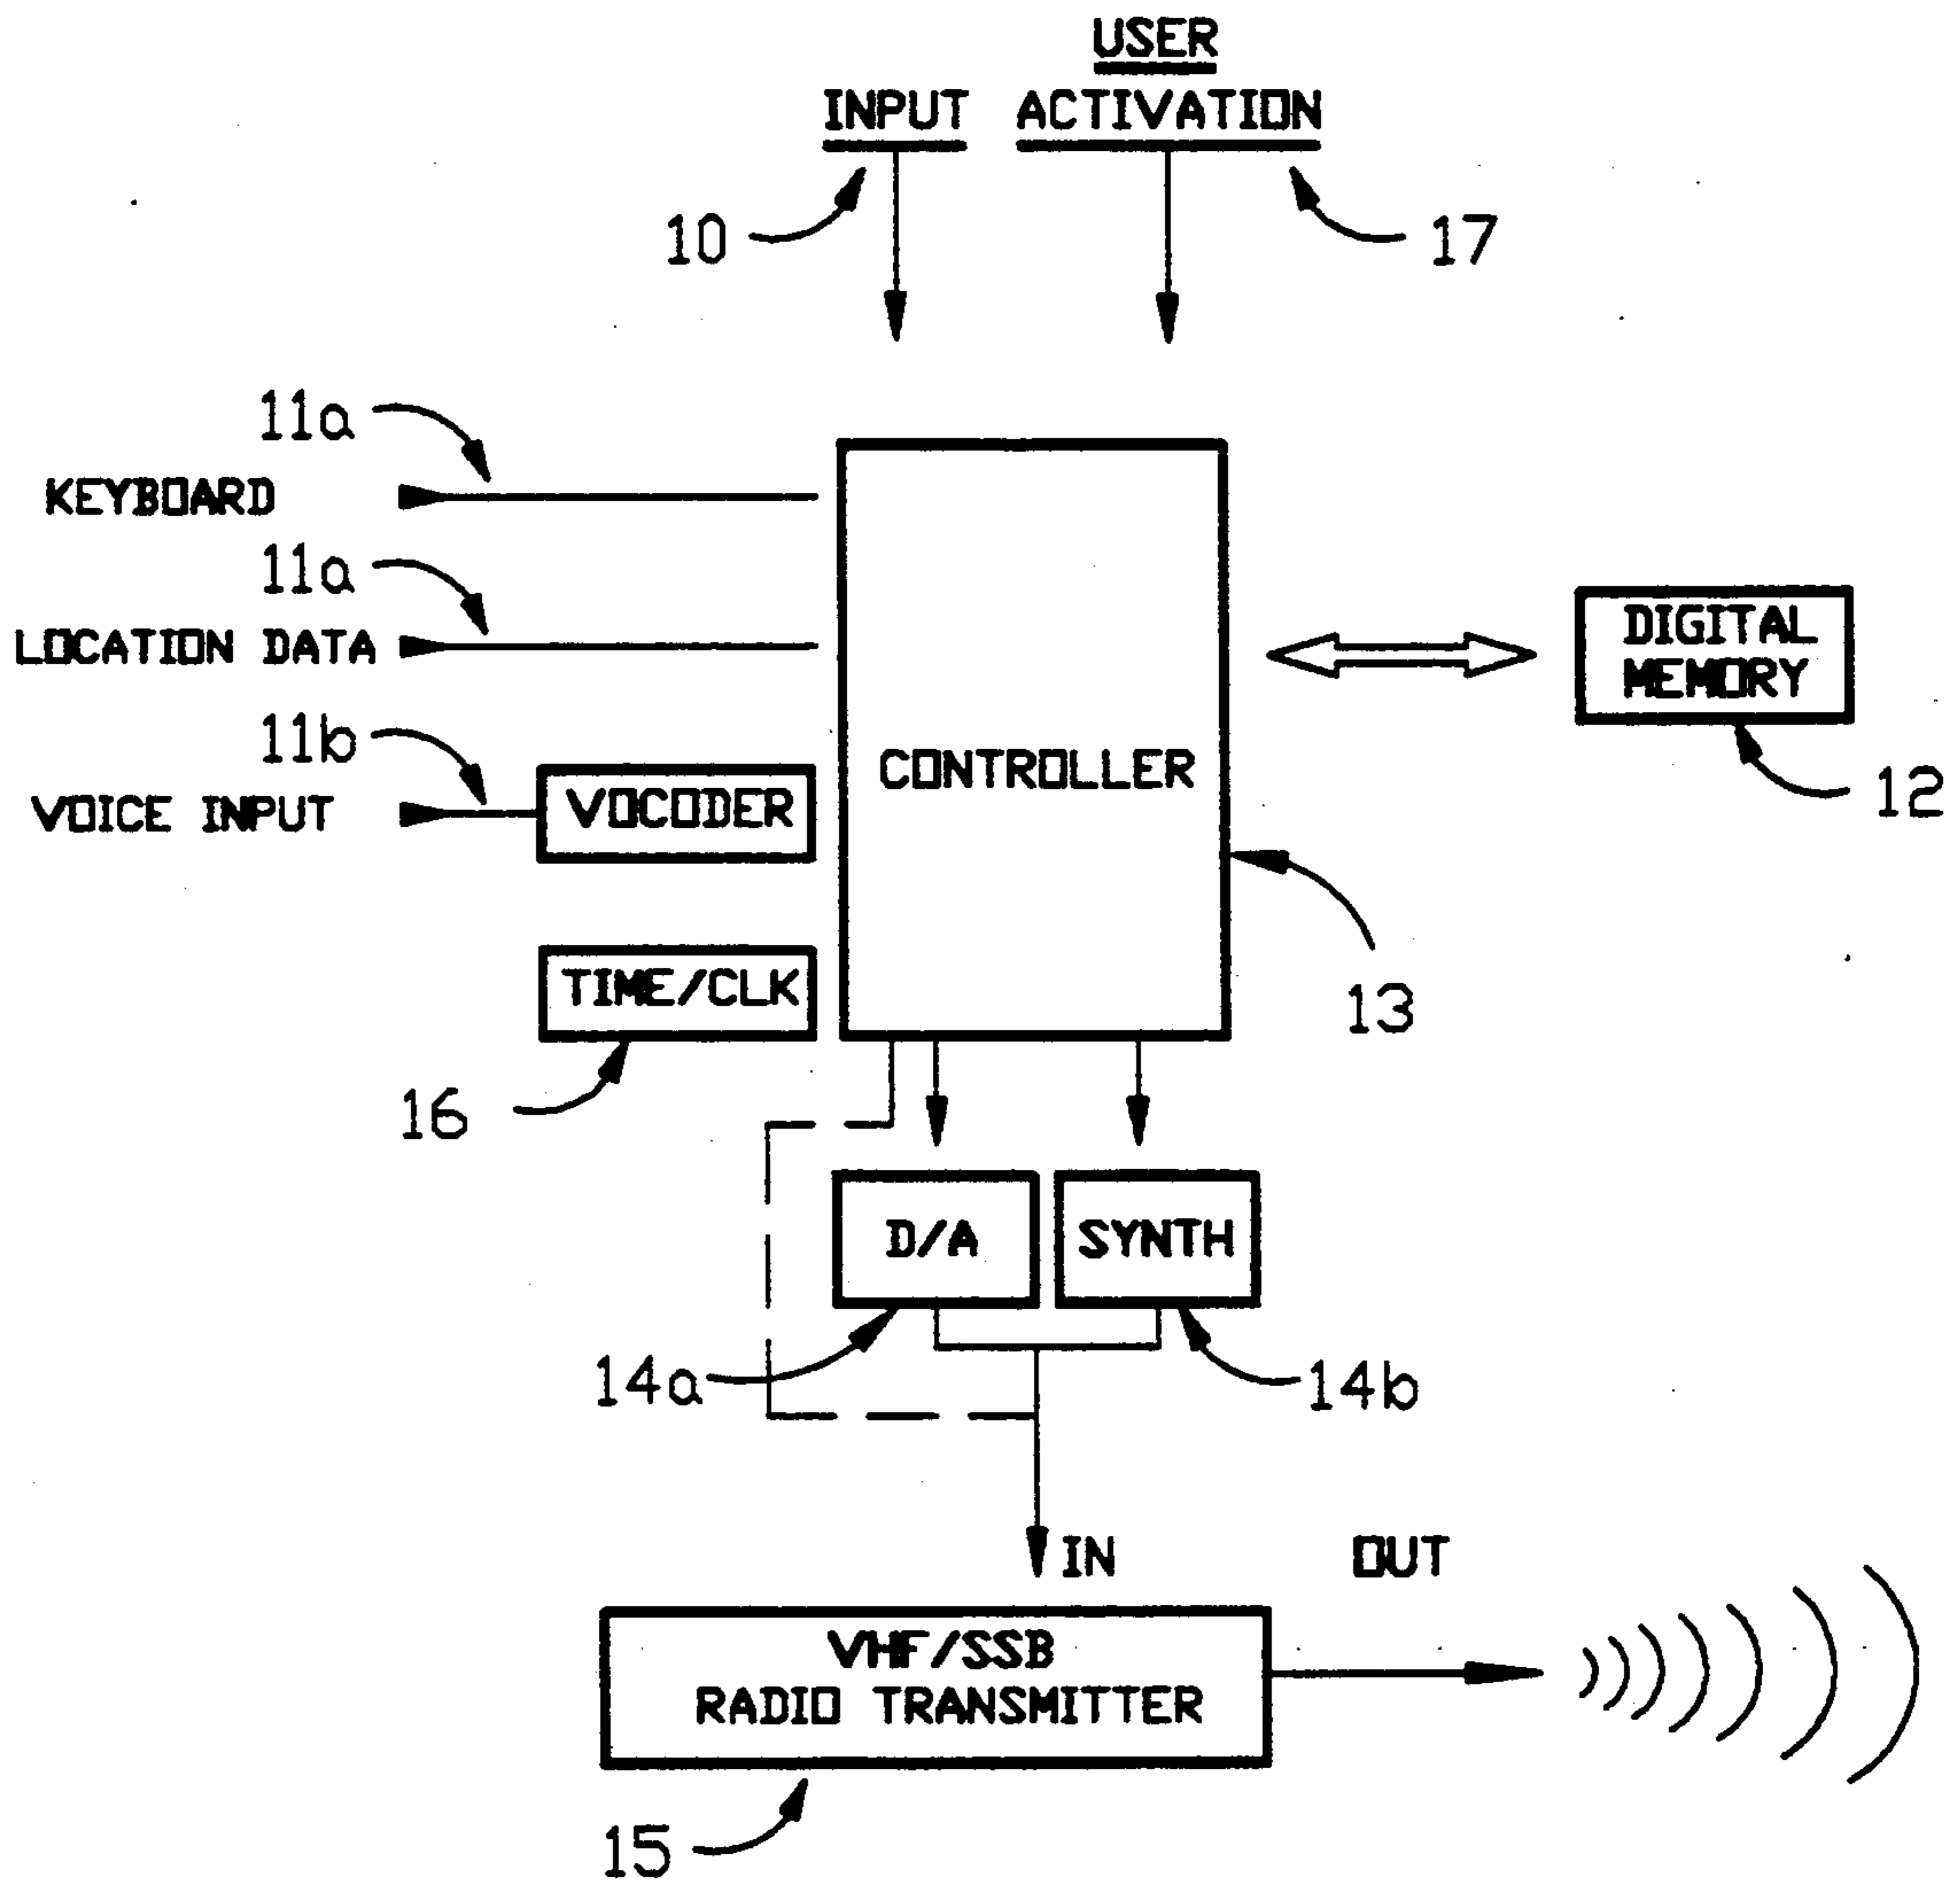 USER
INPUT ACTIVATION
10
17
11a
KEYBOARD
11a
LOCATION DATA
DIGITAL
MEMORY
11b
CONTROLLER
12
VOICE INPUT
VOCODER
TIME/CLK
13
16
D/A
SYNTH
14a
14b
IN
OUT
VHF/SSB
RADIO TRANSMITTER
15